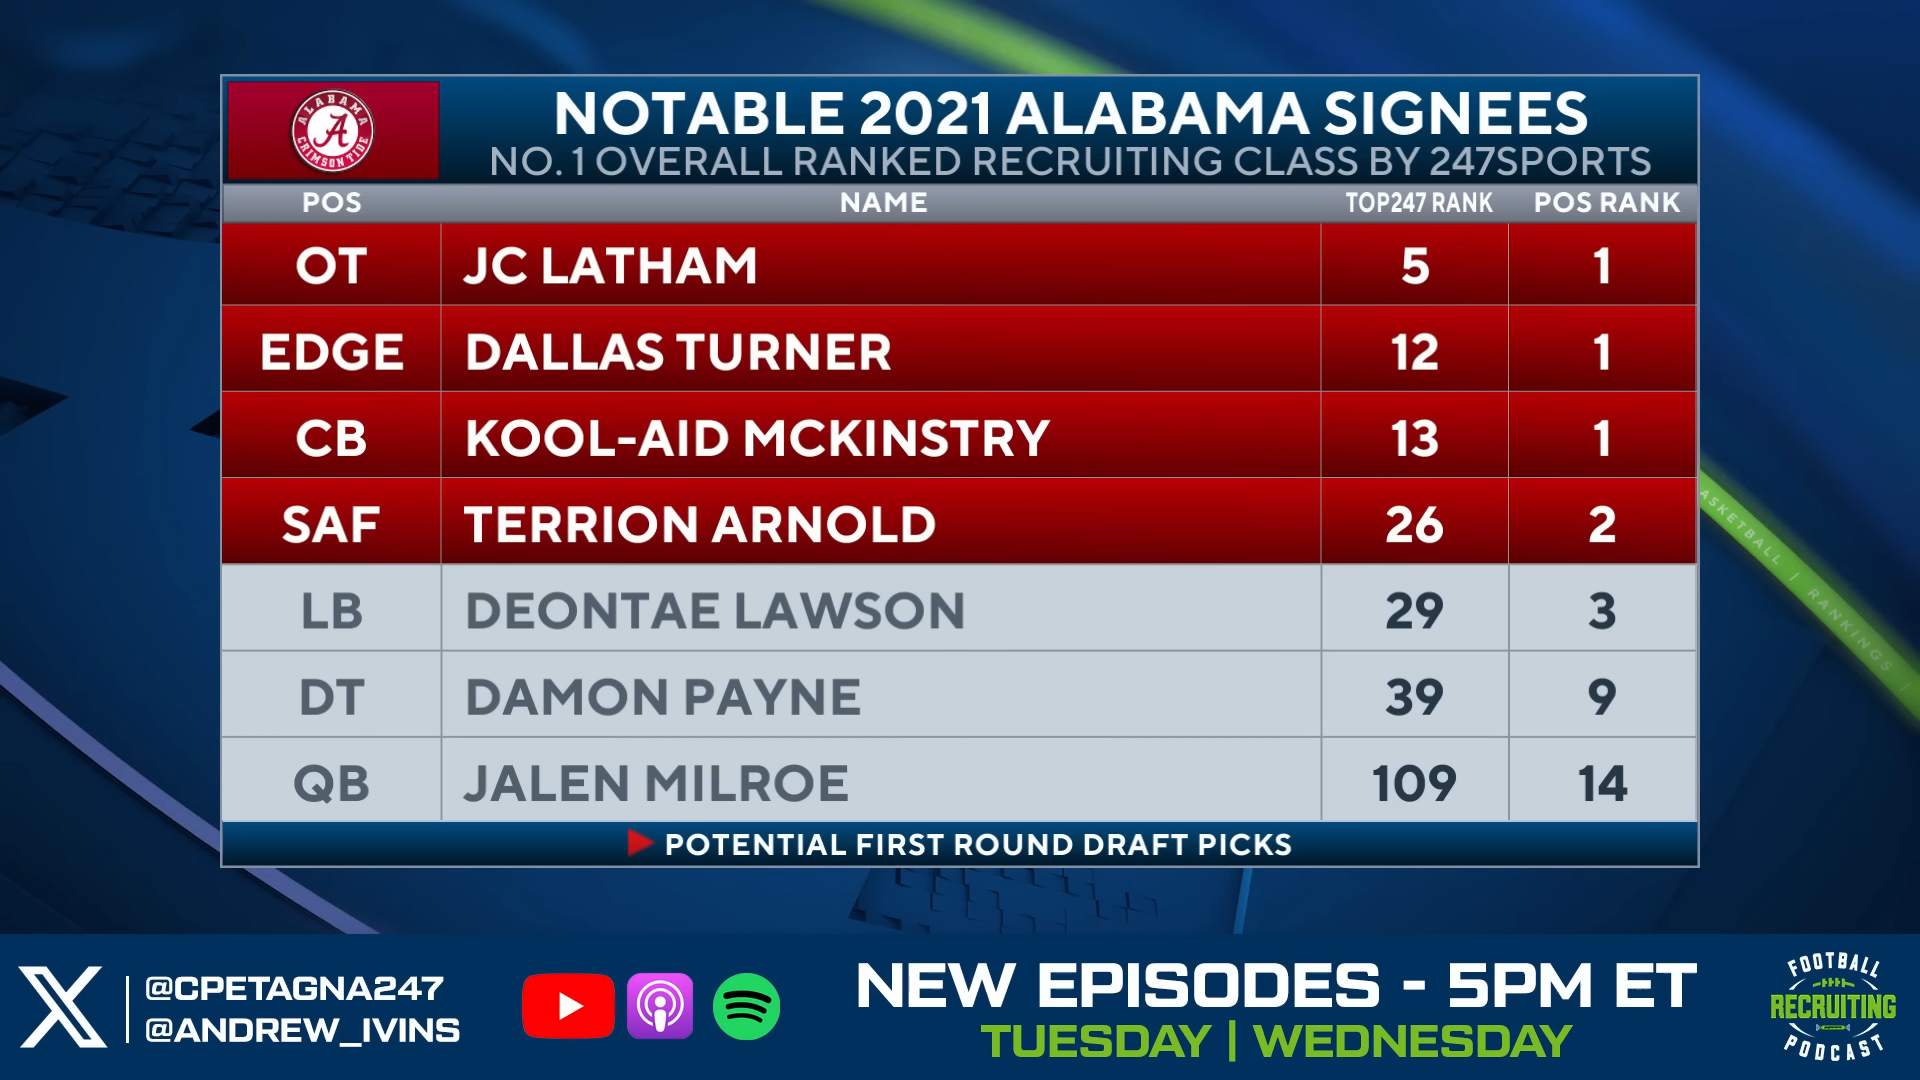 ALABAMA
A
CRIMSON TIDE
NOTABLE 2021 ALABAMA SIGNEES
NO. 1 OVERALL RANKED RECRUITING CLASS BY 247SPORTS
POS NAME TOP247 RANK POS RANK
OT JC LATHAM 5 1
EDGE DALLAS TURNER 12 1
CB KOOL-AID MCKINSTRY 13 1
SAF TERRION ARNOLD 26 2
LB DEONTAE LAWSON 29 3
DT DAMON PAYNE 39 9
QB JALEN MILROE 109 14
POTENTIAL FIRST ROUND DRAFT PICKS
ASKETBALL / RANKINGS /
X
@CPETAGNA247
@ANDREW_IVINS
NEW EPISODES - 5PM ET
TUESDAY | WEDNESDAY
FOOTBALL
RECRUITING
PODCAST